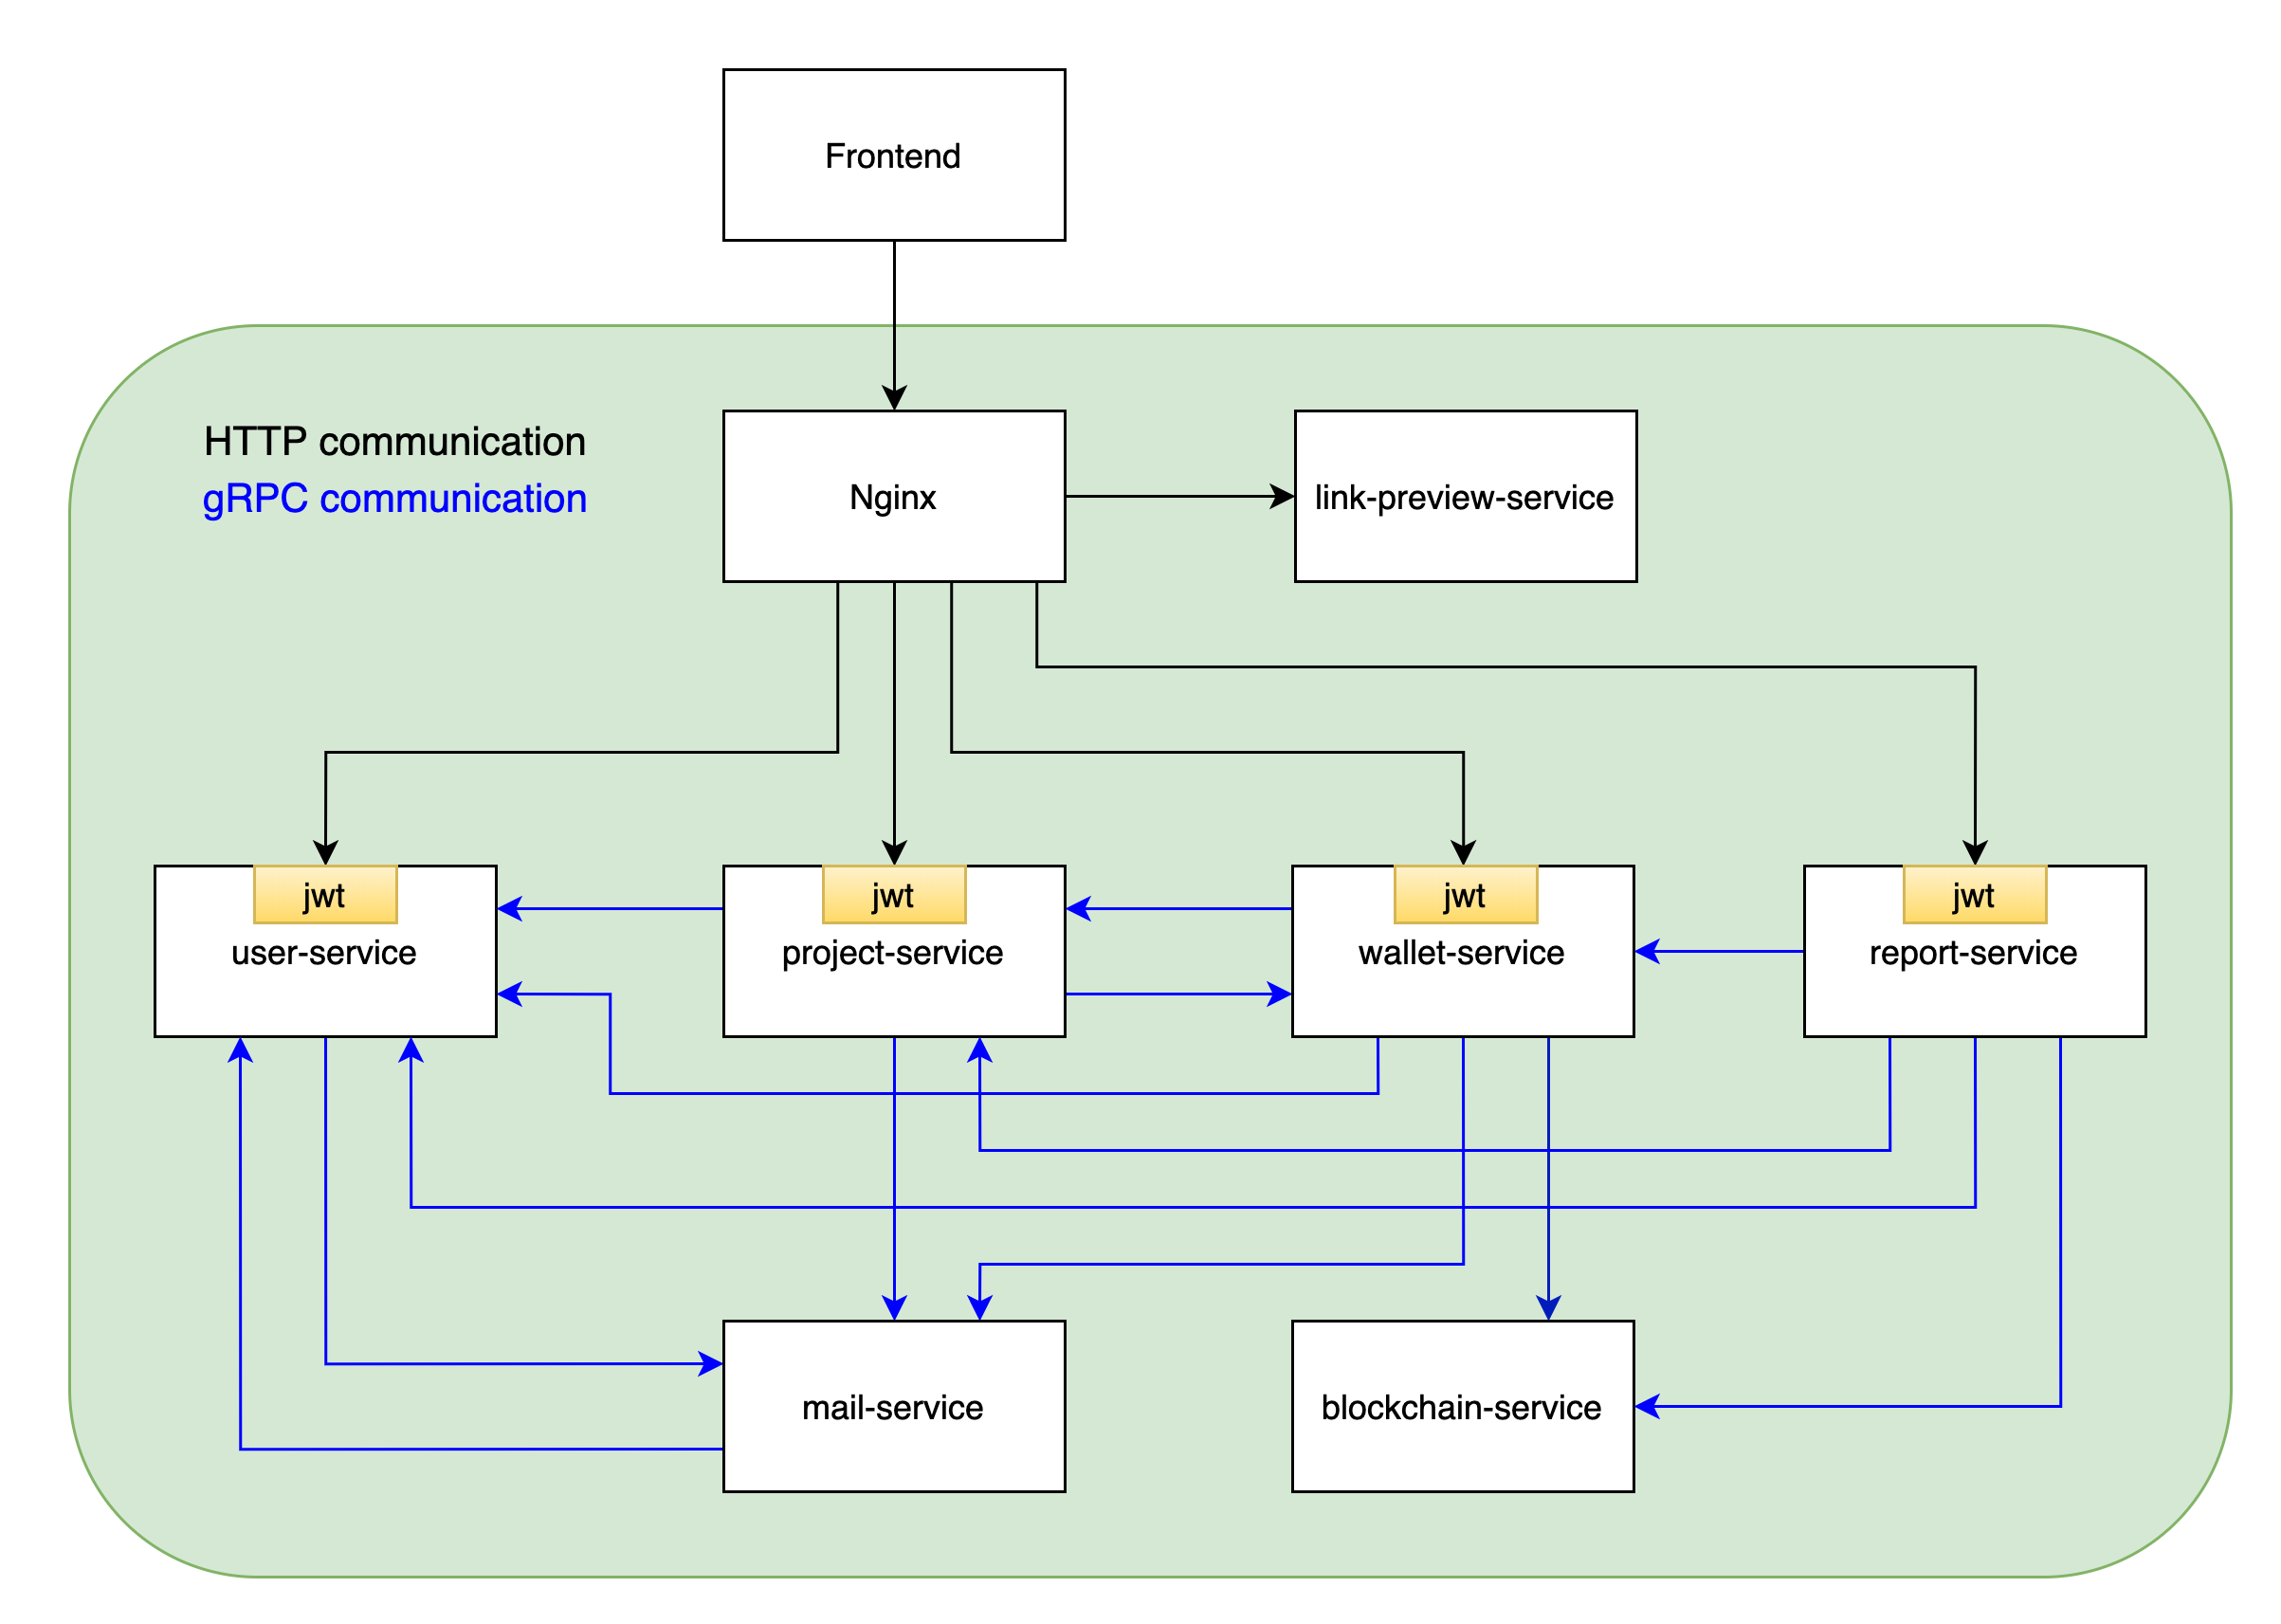 Frontend
HTTP communication
gRPC communication
Nginx
link-preview-service
jwt
user-service
jwt
project-service
jwt
wallet-service
jwt
report-service
mail-service
blockchain-service